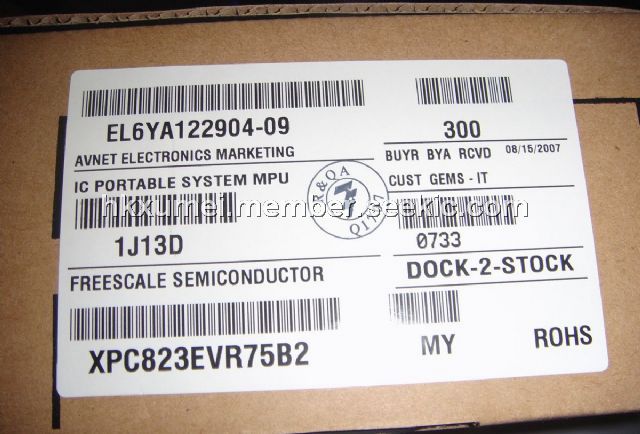 EL6YA122904-09
300
AVNET ELECTRONICS MARKETING
BUYR BYA RCVD 08/15/2007
IC PORTABLE SYSTEM MPU
CUST GEMS - IT
R&QA
hkxumei.member.seekic.com
1J13D
0733
FREESCALE SEMICONDUCTOR
DOCK-2-STOCK
XPC823EVR75B2
MY
ROHS